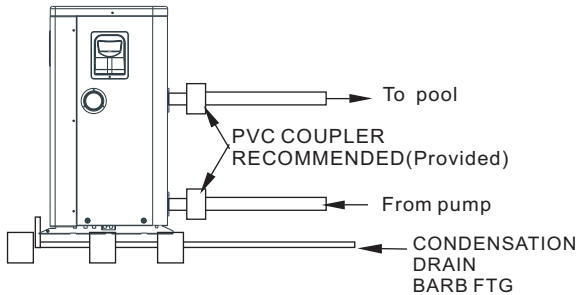 To pool
PVC COUPLER
RECOMMENDED(Provided)
From pump
CONDENSATION
DRAIN
BARB FTG